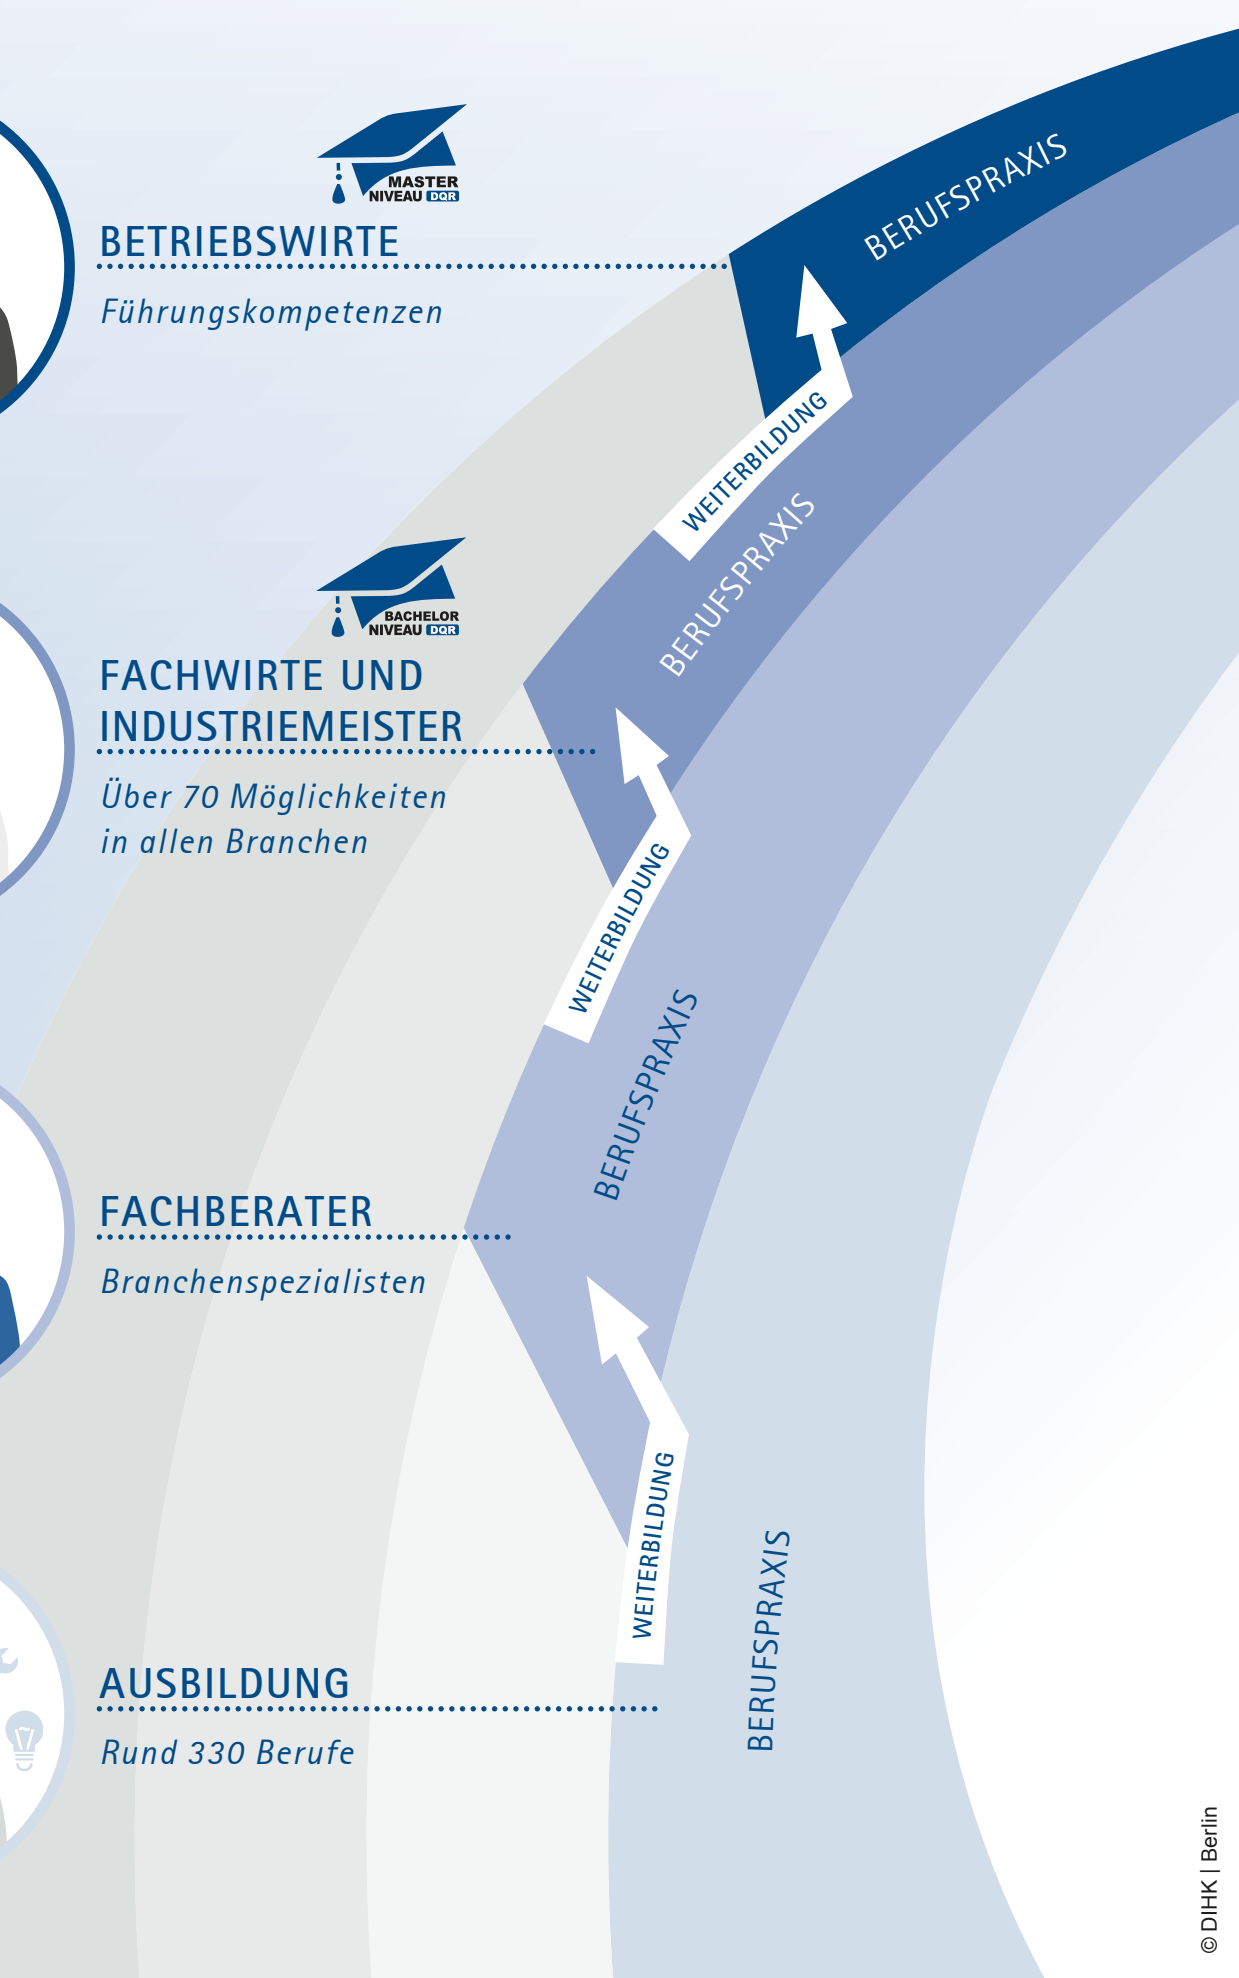 MASTER
NIVEAU DQR
BETRIEBSWIRTE
Führungskompetenzen
BERUFSPRAXIS
WEITERBILDUNG
BERUFSPRAXIS
BACHELOR
NIVEAU DQR
FACHWIRTE UND
INDUSTRIEMEISTER
Über 70 Möglichkeiten
in allen Branchen
WEITERBILDUNG
BERUFSPRAXIS
FACHBERATER
Branchenspezialisten
WEITERBILDUNG
BERUFSPRAXIS
AUSBILDUNG
Rund 330 Berufe
© DIHK | Berlin